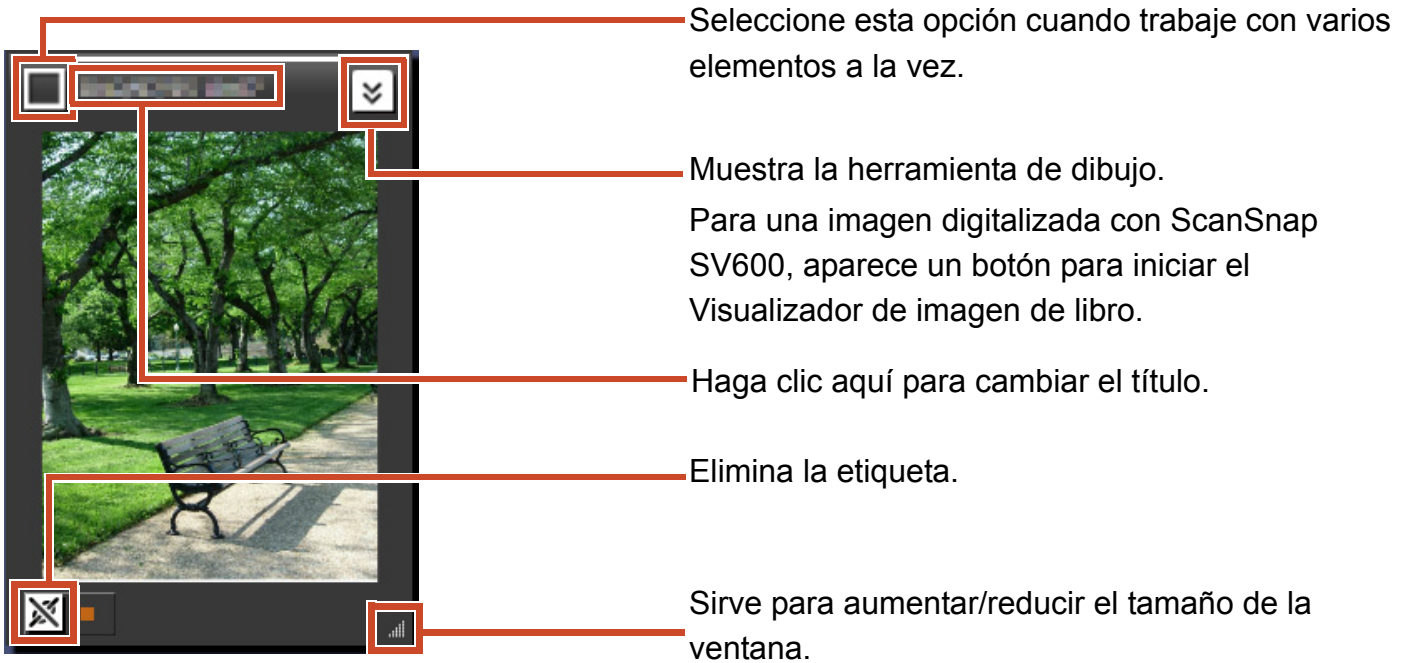 Seleccione esta opción cuando trabaje con varios
elementos a la vez.
Muestra la herramienta de dibujo.
Para una imagen digitalizada con ScanSnap
SV600, aparece un botón para iniciar el
Visualizador de imagen de libro.
Haga clic aquí para cambiar el título.
Elimina la etiqueta.
Sirve para aumentar/reducir el tamaño de la
ventana.